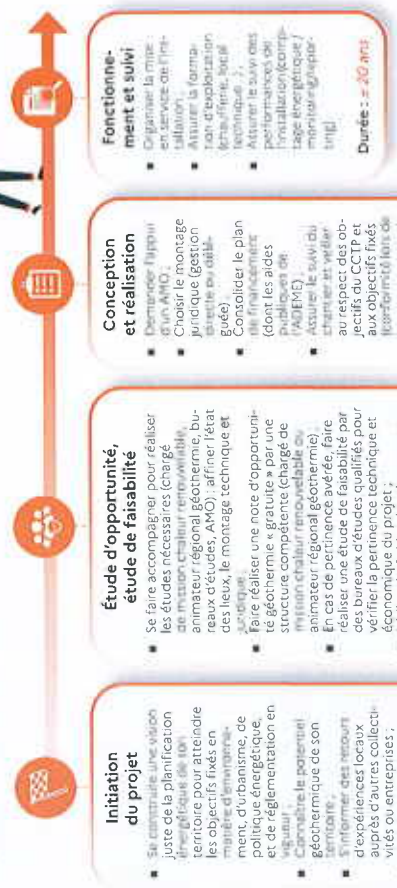 Initiation
du projet
Se construire une vision
juste de la planification
énergétique de son
territoire pour atteindre
les objectifs fixés en
matière d'environne-
ment, d'urbanisme, de
politique énergétique,
et de réglementation en
vigueur
Connaître le potentiel
géothermique de son
territoire ;
S'informer des retours
d'expériences locaux
auprès d'autres collecti-
vités ou entreprises ;
Étude d'opportunité,
étude de faisabilité
Se faire accompagner pour réaliser
les études nécessaires (chargé
de mission chaleur renouvelable,
animateur régional géothermie, bu-
reaux d'études, AMO) : affiner l'état
des lieux, le montage technique et
juridique ;
Faire réaliser une note d'opportuni-
té géothermie « gratuite » par une
structure compétente (chargé de
mission chaleur renouvelable ou
animateur régional géothermie) ;
En cas de pertinence avérée, faire
réaliser une étude de faisabilité par
des bureaux d'études qualifiés pour
vérifier la pertinence technique et
économique du projet ;
Conception
et réalisation
Demander l'appui
d'un AMO ;
Choisir le montage
juridique (gestion
directe ou délé-
guée)
Consolider le plan
de financement
(dont les aides
publiques de
l'ADEME)
Assurer le suivi du
chantier et veiller
au respect des ob-
jectifs du CCTP et
aux objectifs fixés
(conformité lors de
Fonctionne-
ment et suivi
Organiser la mise
en service de l'ins-
tallation ;
Assurer la forma-
tion d'exploitation
(chaufferie, local
technique…) ;
Assurer le suivi des
performances de
l'installation (comp-
tage énergétique /
monitoring/repor-
ting)
Durée : ± 20 ans